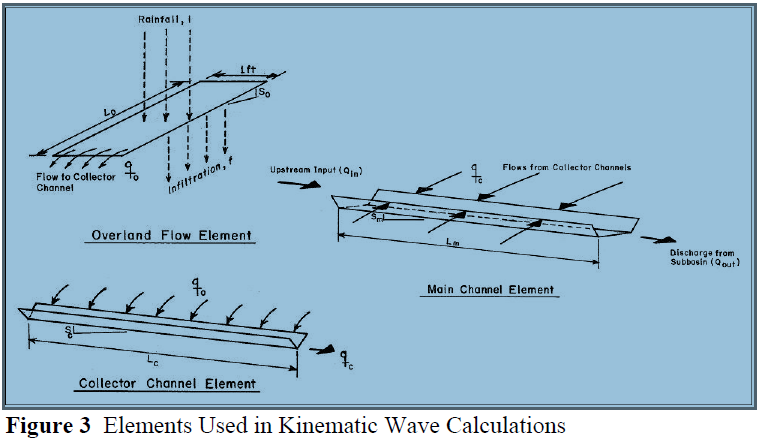 Rainfall, i
1ft
Lo
So
qo
Flow to Collector
Channel
Infiltration, f
Overland Flow Element
Upstream Input (Qin)
qc
Flows from Collector Channels
Sm
Lm
Discharge from
Subbasin (Qout)
Main Channel Element
qo
Sc
Lc
qc
Collector Channel Element
Figure 3 Elements Used in Kinematic Wave Calculations